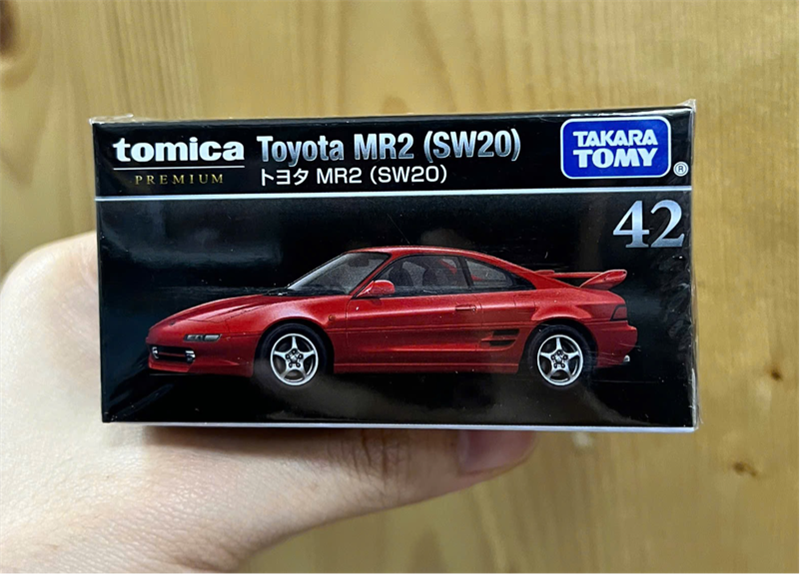 tomica
PREMIUM
Toyota MR2 (SW20)
トヨタ MR2 (SW20)
TAKARA
TOMY
®
42